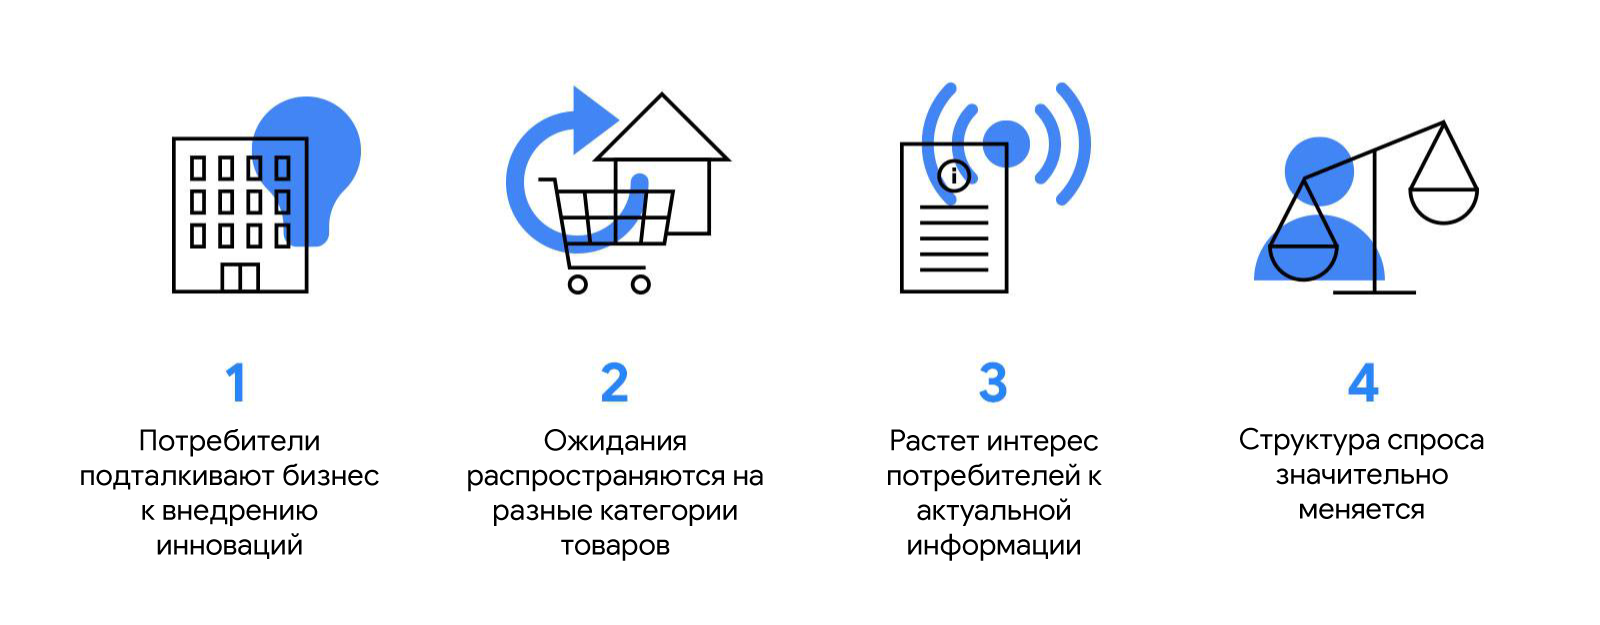 i
1
Потребители
подталкивают бизнес
к внедрению
инноваций
2
Ожидания
распространяются на
разные категории
товаров
3
Растет интерес
потребителей к
актуальной
информации
4
Структура спроса
значительно
меняется